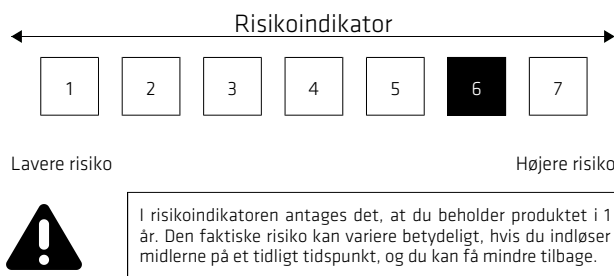 Risikoindikator
1 2 3 4 5 6 7
Lavere risiko Højere risiko
I risikoindikatoren antages det, at du beholder produktet i 1
år. Den faktiske risiko kan variere betydeligt, hvis du indløser
midlerne på et tidligt tidspunkt, og du kan få mindre tilbage.